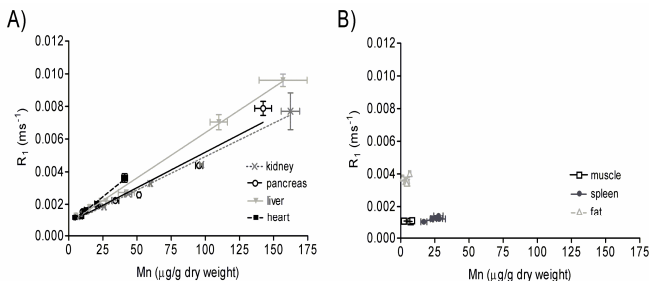 A)
R1 (ms-1)
0.012
0.010
0.008
0.006
0.004
0.002
0.000
0 25 50 75 100 125 150 175
Mn (μg/g dry weight)
kidney
pancreas
liver
heart
B)
R1 (ms-1)
0.012
0.010
0.008
0.006
0.004
0.002
0.000
0 25 50 75 100 125 150 175
Mn (μg/g dry weight)
muscle
spleen
fat